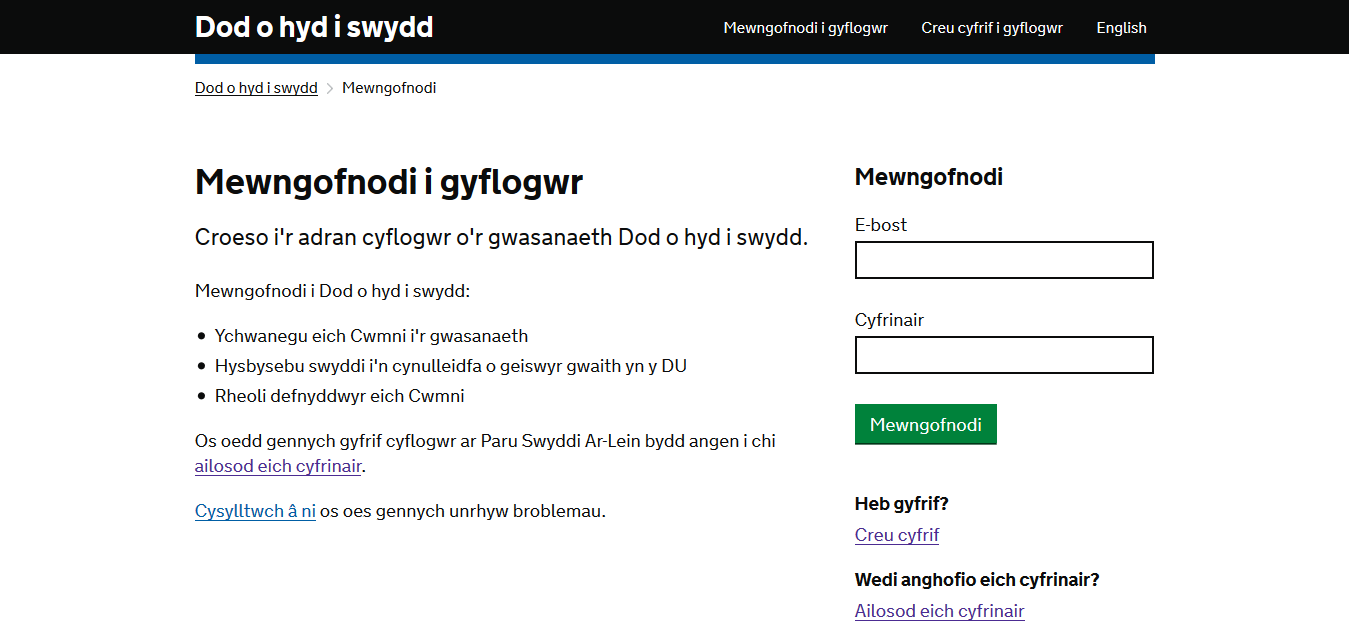 Dod o hyd i swydd
Mewngofnodi i gyflogwr
Creu cyfrif i gyflogwr
English
Dod o hyd i swydd
Mewngofnodi
Mewngofnodi i gyflogwr
Croeso i'r adran cyflogwr o'r gwasanaeth Dod o hyd i swydd.
Mewngofnodi i Dod o hyd i swydd:
Ychwanegu eich Cwmni i'r gwasanaeth
Hysbysebu swyddi i'n cynulleidfa o geiswyr gwaith yn y DU
Rheoli defnyddwyr eich Cwmni
Os oedd gennych gyfrif cyflogwr ar Paru Swyddi Ar-Lein bydd angen i chi
ailosod eich cyfrinair.
Cysylltwch â ni os oes gennych unrhyw broblemau.
Mewngofnodi
E-bost
Cyfrinair
Mewngofnodi
Heb gyfrif?
Creu cyfrif
Wedi anghofio eich cyfrinair?
Ailosod eich cyfrinair